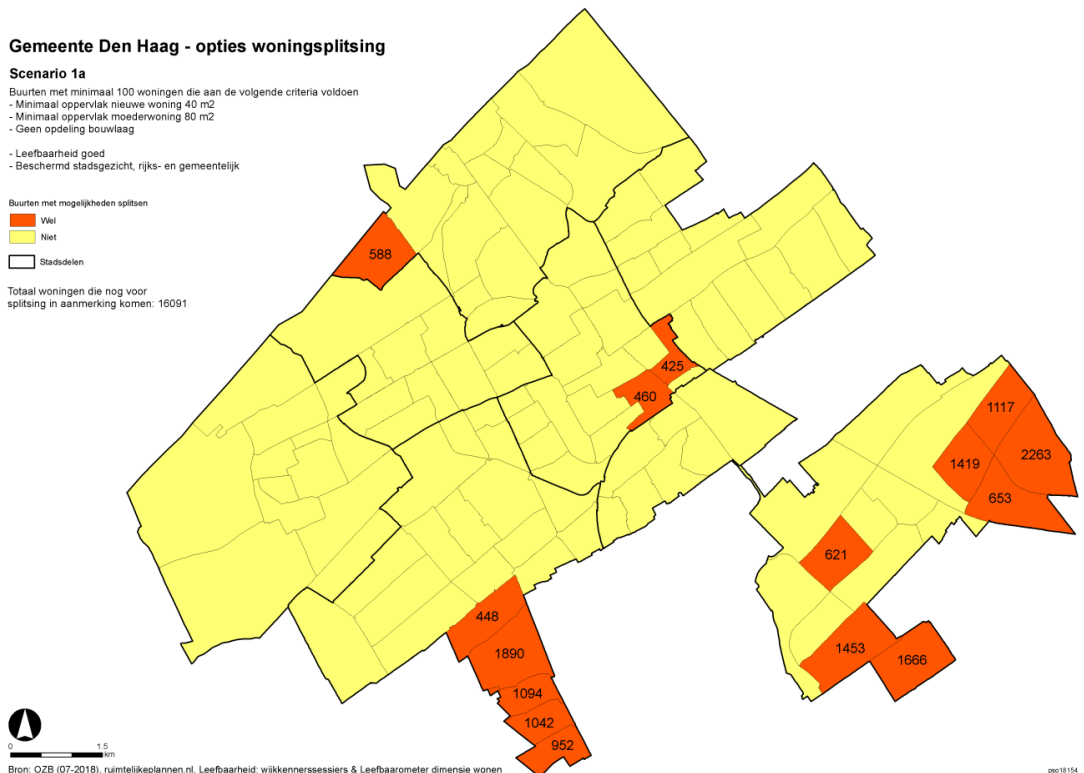 Gemeente Den Haag - opties woningsplitsing
Scenario 1a
Buurten met minimaal 100 woningen die aan de volgende criteria voldoen
- Minimaal oppervlak nieuwe woning 40 m2
- Minimaal oppervlak moederwoning 80 m2
- Geen opdeling bouwlaag
- Leefbaarheid goed
- Beschermd stadsgezicht, rijks- en gemeentelijk
Buurten met mogelijkheden splitsen
Wel
Niet
Stadsdelen
Totaal woningen die nog voor
splitsing in aanmerking komen: 16091
588
425
460
1117
2263
1419
653
621
1453
1666
448
1890
1094
1042
952
0 1.5
km
Bron: OZB (07-2018), ruimtelijkeplannen.nl, Leefbaarheid: wijkkennerssessiers & Leefbaarometer dimensie wonen
pso18154